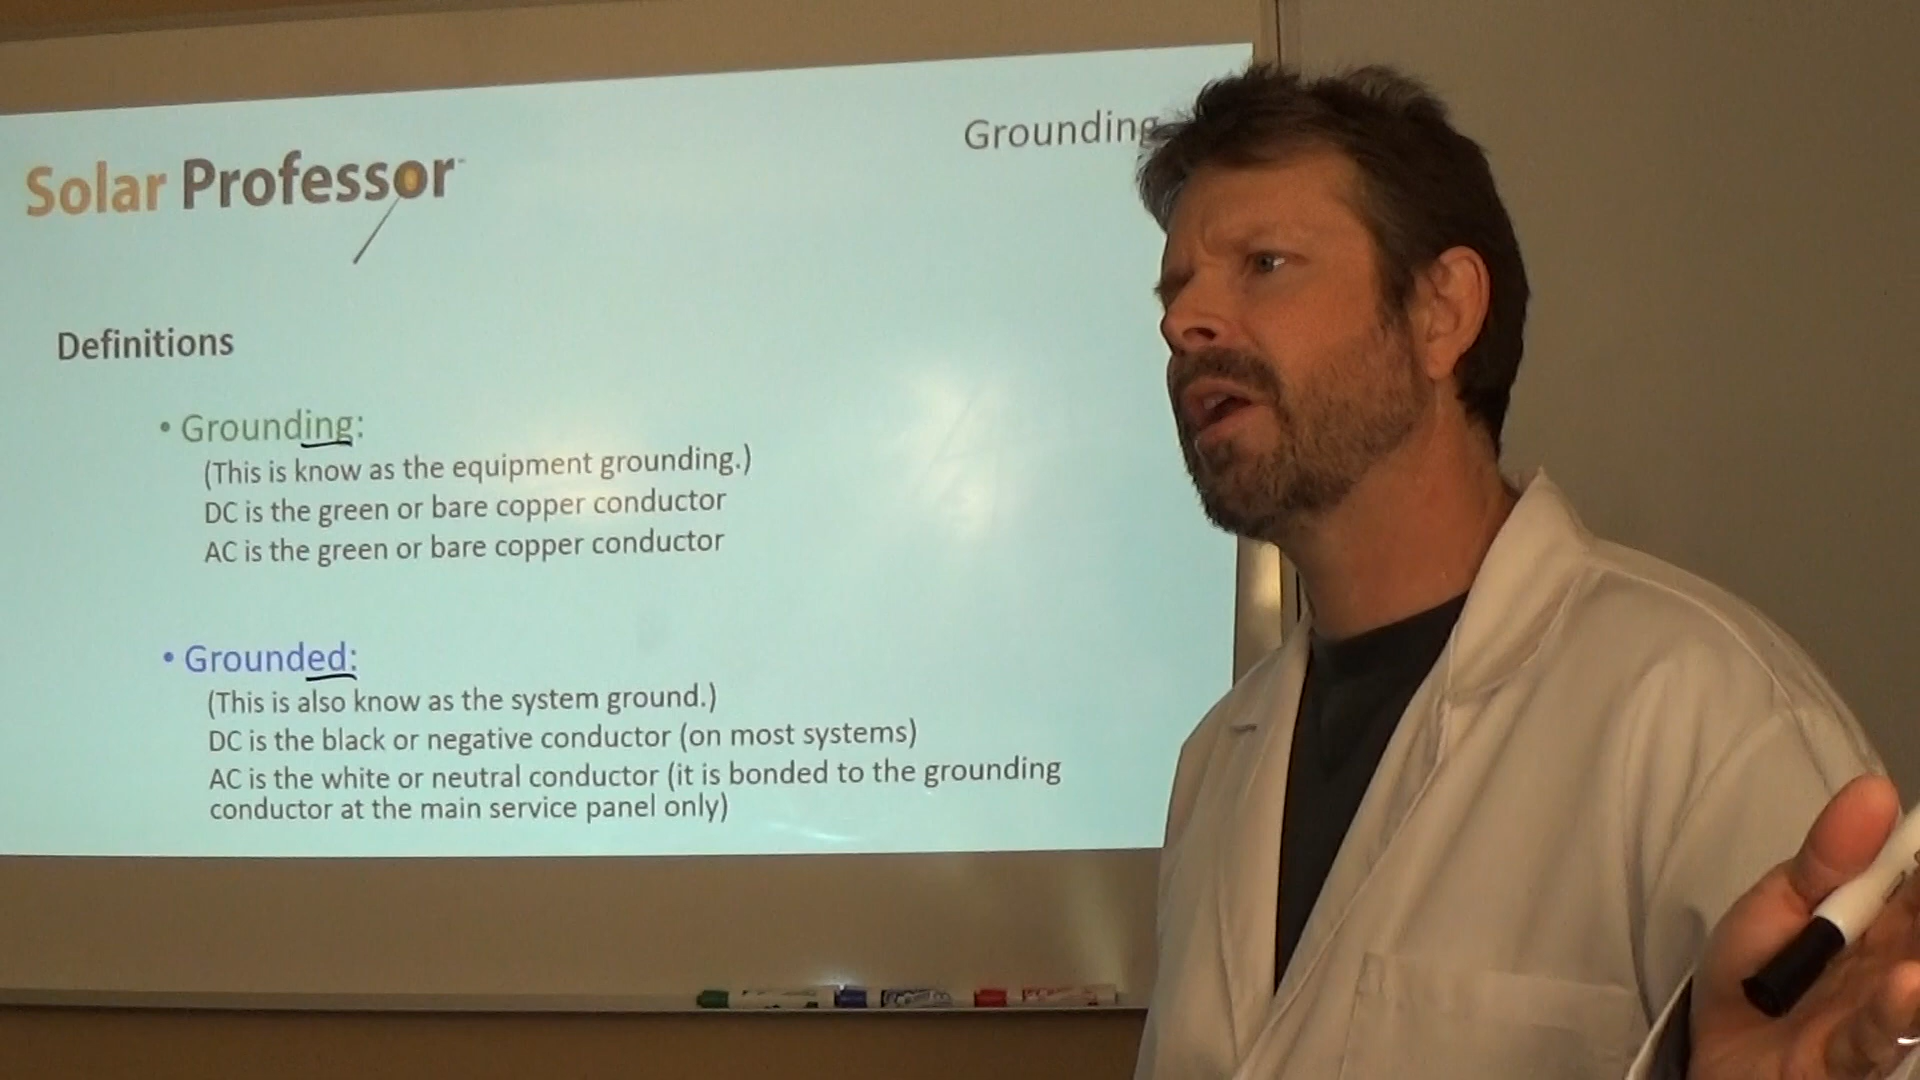 Grounding
Solar Professor
Definitions
• Grounding:
(This is know as the equipment grounding.)
DC is the green or bare copper conductor
AC is the green or bare copper conductor
• Grounded:
(This is also know as the system ground.)
DC is the black or negative conductor (on most systems)
AC is the white or neutral conductor (it is bonded to the grounding
conductor at the main service panel only)